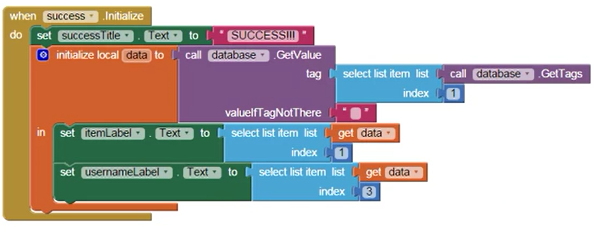 when success .Initialize
do set successTitle . Text to " SUCCESS!!! "
initialize local data to call database .GetValue
tag select list item list call database .GetTags
index 1
valueIfTagNotThere " "
in set itemLabel . Text to select list item list get data
index 1
set usernameLabel . Text to select list item list get data
index 3